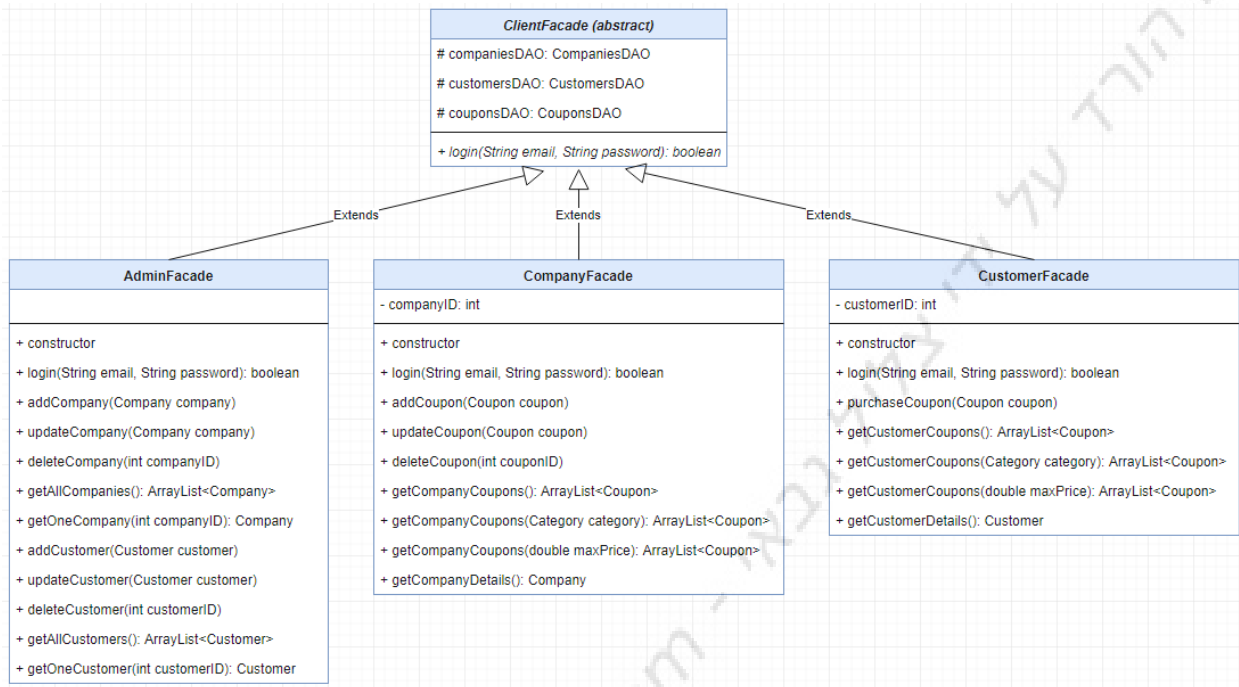 ClientFacade (abstract)
# companiesDAO: CompaniesDAO
# customersDAO: CustomersDAO
# couponsDAO: CouponsDAO
+ login(String email, String password): boolean
Extends
Extends
Extends
AdminFacade
+ constructor
+ login(String email, String password): boolean
+ addCompany(Company company)
+ updateCompany(Company company)
+ deleteCompany(int companyID)
+ getAllCompanies(): ArrayList<Company>
+ getOneCompany(int companyID): Company
+ addCustomer(Customer customer)
+ updateCustomer(Customer customer)
+ deleteCustomer(int customerID)
+ getAllCustomers(): ArrayList<Customer>
+ getOneCustomer(int customerID): Customer
CompanyFacade
- companyID: int
+ constructor
+ login(String email, String password): boolean
+ addCoupon(Coupon coupon)
+ updateCoupon(Coupon coupon)
+ deleteCoupon(int couponID)
+ getCompanyCoupons(): ArrayList<Coupon>
+ getCompanyCoupons(Category category): ArrayList<Coupon>
+ getCompanyCoupons(double maxPrice): ArrayList<Coupon>
+ getCompanyDetails(): Company
CustomerFacade
- customerID: int
+ constructor
+ login(String email, String password): boolean
+ purchaseCoupon(Coupon coupon)
+ getCustomerCoupons(): ArrayList<Coupon>
+ getCustomerCoupons(Category category): ArrayList<Coupon>
+ getCustomerCoupons(double maxPrice): ArrayList<Coupon>
+ getCustomerDetails(): Customer
הורד על ידי צליל גבאי -